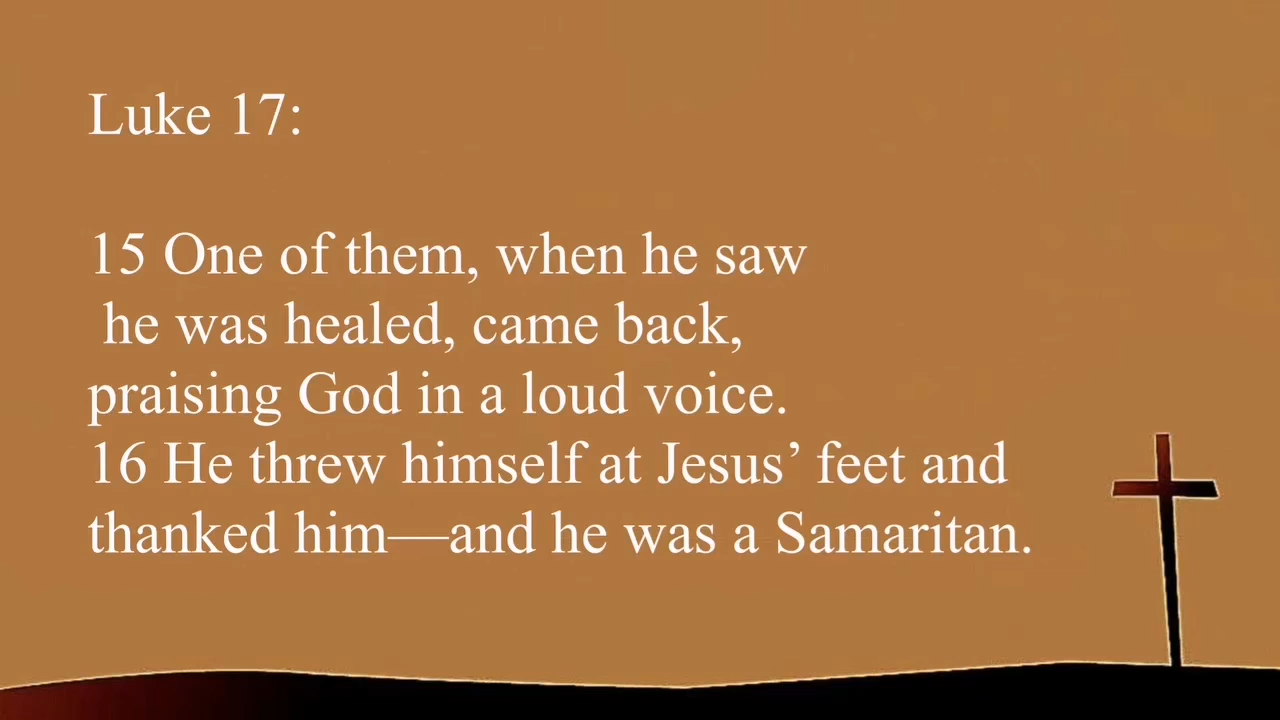 Luke 17:
15 One of them, when he saw
he was healed, came back,
praising God in a loud voice.
16 He threw himself at Jesus’ feet and
thanked him—and he was a Samaritan.